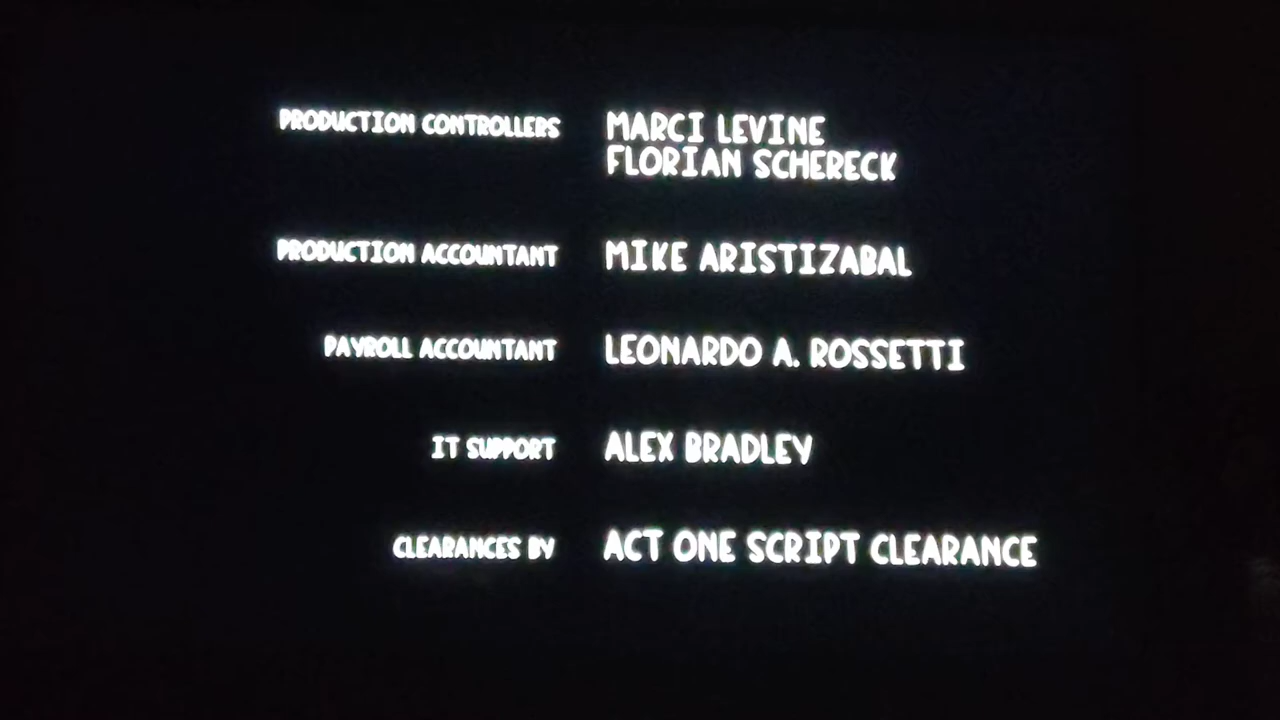 PRODUCTION CONTROLLERS MARCI LEVINE
FLORIAN SCHERECK
PRODUCTION ACCOUNTANT MIKE ARISTIZABAL
PAYROLL ACCOUNTANT LEONARDO A. ROSSETTI
IT SUPPORT ALEX BRADLEY
CLEARANCES BY ACT ONE SCRIPT CLEARANCE